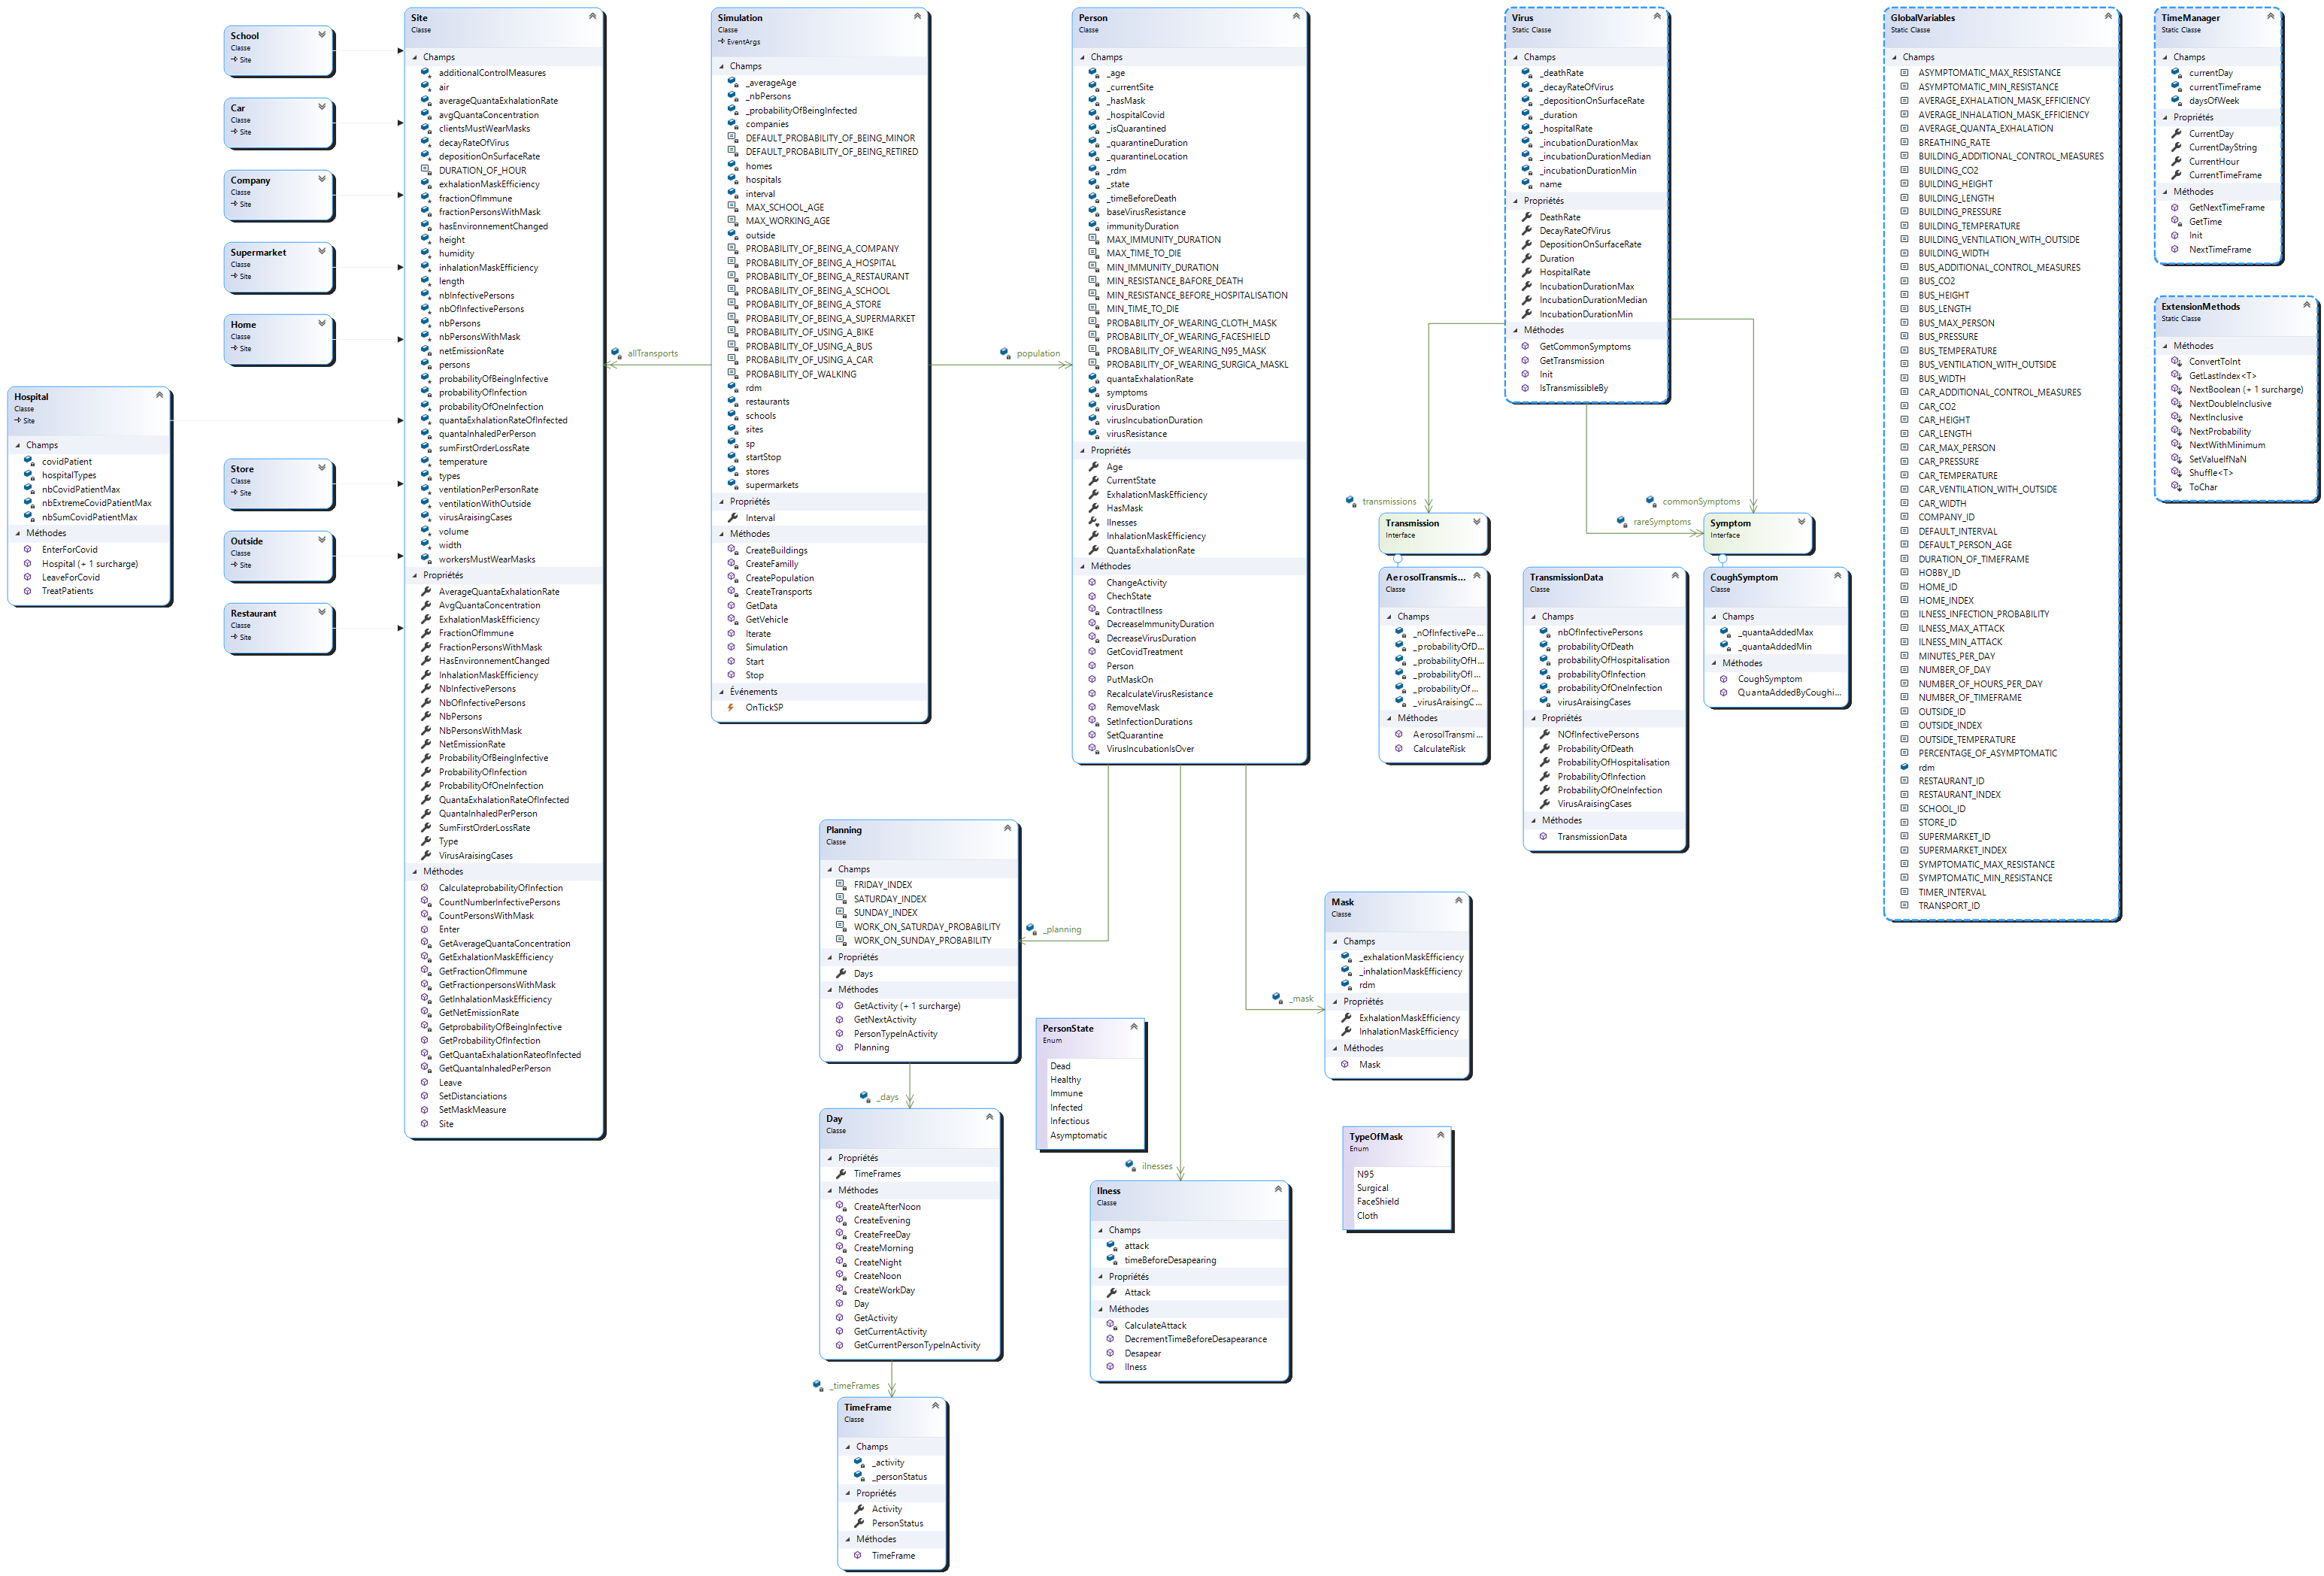 School
Classe
Site
Car
Classe
Site
Company
Classe
Site
Supermarket
Classe
Site
Home
Classe
Site
Hospital
Classe
Site
Champs
covidPatient
hospitalTypes
nbCovidPatientMax
nbExtremeCovidPatientMax
nbSumCovidPatientMax
Méthodes
EnterForCovid
Hospital (+ 1 surcharge)
LeaveForCovid
TreatPatients
Store
Classe
Site
Outside
Classe
Site
Restaurant
Classe
Site
Site
Classe
Champs
additionalControlMeasures
air
averageQuantaExhalationRate
avgQuantaConcentration
clientsMustWearMasks
decayRateOfVirus
depositionOnSurfaceRate
DURATION_OF_HOUR
exhalationMaskEfficiency
fractionOfImmune
fractionPersonsWithMask
hasEnvironnementChanged
height
humidity
inhalationMaskEfficiency
length
nbInfectivePersons
nbOfInfectivePersons
nbPersons
nbPersonsWithMask
netEmissionRate
persons
probabilityOfBeingInfective
probabilityOfInfection
probabilityOfOneInfection
quantaExhalationRateOfInfected
quantaInhaledPerPerson
sumFirstOrderLossRate
temperature
types
ventilationPerPersonRate
ventilationWithOutside
virusAraisingCases
volume
width
workersMustWearMasks
Propriétés
AverageQuantaExhalationRate
AvgQuantaConcentration
ExhalationMaskEfficiency
FractionOfImmune
FractionPersonsWithMask
HasEnvironnementChanged
InhalationMaskEfficiency
NbInfectivePersons
NbOfInfectivePersons
NbPersons
NbPersonsWithMask
NetEmissionRate
ProbabilityOfBeingInfective
ProbabilityOfInfection
ProbabilityOfOneInfection
QuantaExhalationRateOfInfected
QuantaInhaledPerPerson
SumFirstOrderLossRate
Type
VirusAraisingCases
Méthodes
CalculateprobabilityOfInfection
CountNumberInfectivePersons
CountPersonsWithMask
Enter
GetAverageQuantaConcentration
GetExhalationMaskEfficiency
GetFractionOfImmune
GetFractionpersonsWithMask
GetInhalationMaskEfficiency
GetNetEmissionRate
GetprobabilityOfBeingInfective
GetProbabilityOfInfection
GetQuantaExhalationRateofInfected
GetQuantaInhaledPerPerson
Leave
SetDistanciations
SetMaskMeasure
Site
allTransports
Simulation
Classe
EventArgs
Champs
_averageAge
_nbPersons
_probabilityOfBeingInfected
companies
DEFAULT_PROBABILITY_OF_BEING_MINOR
DEFAULT_PROBABILITY_OF_BEING_RETIRED
homes
hospitals
interval
MAX_SCHOOL_AGE
MAX_WORKING_AGE
outside
PROBABILITY_OF_BEING_A_COMPANY
PROBABILITY_OF_BEING_A_HOSPITAL
PROBABILITY_OF_BEING_A_RESTAURANT
PROBABILITY_OF_BEING_A_SCHOOL
PROBABILITY_OF_BEING_A_STORE
PROBABILITY_OF_BEING_A_SUPERMARKET
PROBABILITY_OF_USING_A_BIKE
PROBABILITY_OF_USING_A_BUS
PROBABILITY_OF_USING_A_CAR
PROBABILITY_OF_WALKING
rdm
restaurants
schools
sites
sp
startStop
stores
supermarkets
Propriétés
Interval
Méthodes
CreateBuildings
CreateFamilly
CreatePopulation
CreateTransports
GetData
GetVehicle
Iterate
Simulation
Start
Stop
Événements
OnTickSP
population
Person
Classe
Champs
_age
_currentSite
_hasMask
_hospitalCovid
_isQuarantined
_quarantineDuration
_quarantineLocation
_rdm
_state
_timeBeforeDeath
baseVirusResistance
immunityDuration
MAX_IMMUNITY_DURATION
MAX_TIME_TO_DIE
MIN_IMMUNITY_DURATION
MIN_RESISTANCE_BAFORE_DEATH
MIN_RESISTANCE_BEFORE_HOSPITALISATION
MIN_TIME_TO_DIE
PROBABILITY_OF_WEARING_CLOTH_MASK
PROBABILITY_OF_WEARING_FACESHIELD
PROBABILITY_OF_WEARING_N95_MASK
PROBABILITY_OF_WEARING_SURGICA_MASKL
quantaExhalationRate
symptoms
virusDuration
virusIncubationDuration
virusResistance
Propriétés
Age
CurrentState
ExhalationMaskEfficiency
HasMask
Ilnesses
InhalationMaskEfficiency
QuantaExhalationRate
Méthodes
ChangeActivity
ChechState
ContractIlness
DecreaseImmunityDuration
DecreaseVirusDuration
GetCovidTreatment
Person
PutMaskOn
RecalculateVirusResistance
RemoveMask
SetInfectionDurations
SetQuarantine
VirusIncubationIsOver
_planning
Planning
Classe
Champs
FRIDAY_INDEX
SATURDAY_INDEX
SUNDAY_INDEX
WORK_ON_SATURDAY_PROBABILITY
WORK_ON_SUNDAY_PROBABILITY
Propriétés
Days
Méthodes
GetActivity (+ 1 surcharge)
GetNextActivity
PersonTypeInActivity
Planning
_days
Day
Classe
Propriétés
TimeFrames
Méthodes
CreateAfterNoon
CreateEvening
CreateFreeDay
CreateMorning
CreateNight
CreateNoon
CreateWorkDay
Day
GetActivity
GetCurrentActivity
GetCurrentPersonTypeInActivity
_timeFrames
TimeFrame
Classe
Champs
_activity
_personStatus
Propriétés
Activity
PersonStatus
Méthodes
TimeFrame
PersonState
Enum
Dead
Healthy
Immune
Infected
Infectious
Asymptomatic
ilnesses
Ilness
Classe
Champs
attack
timeBeforeDesapearing
Propriétés
Attack
Méthodes
CalculateAttack
DecrementTimeBeforeDesapearance
Desapear
Ilness
_mask
Mask
Classe
Champs
_exhalationMaskEfficiency
_inhalationMaskEfficiency
rdm
Propriétés
ExhalationMaskEfficiency
InhalationMaskEfficiency
Méthodes
Mask
TypeOfMask
Enum
N95
Surgical
FaceShield
Cloth
Virus
Static Classe
Champs
_deathRate
_decayRateOfVirus
_depositionOnSurfaceRate
_duration
_hospitalRate
_incubationDurationMax
_incubationDurationMedian
_incubationDurationMin
name
Propriétés
DeathRate
DecayRateOfVirus
DepositionOnSurfaceRate
Duration
HospitalRate
IncubationDurationMax
IncubationDurationMedian
IncubationDurationMin
Méthodes
GetCommonSymptoms
GetTransmission
Init
IsTransmissibleBy
transmissions
commonSymptoms
rareSymptoms
Transmission
Interface
Symptom
Interface
AerosolTransmis...
Classe
Champs
_nOfInfectivePe...
_probabilityOfD...
_probabilityOfH...
_probabilityOfI...
_probabilityOf...
_virusAraisingC...
Méthodes
AerosolTransmi...
CalculateRisk
TransmissionData
Classe
Champs
nbOfInfectivePersons
probabilityOfDeath
probabilityOfHospitalisation
probabilityOfInfection
probabilityOfOneInfection
virusAraisingCases
Propriétés
NOfInfectivePersons
ProbabilityOfDeath
ProbabilityOfHospitalisation
ProbabilityOfInfection
ProbabilityOfOneInfection
VirusAraisingCases
Méthodes
TransmissionData
CoughSymptom
Classe
Champs
_quantaAddedMax
_quantaAddedMin
Méthodes
CoughSymptom
QuantaAddedByCoughi...
GlobalVariables
Static Classe
Champs
ASYMPTOMATIC_MAX_RESISTANCE
ASYMPTOMATIC_MIN_RESISTANCE
AVERAGE_EXHALATION_MASK_EFFICIENCY
AVERAGE_INHALATION_MASK_EFFICIENCY
AVERAGE_QUANTA_EXHALATION
BREATHING_RATE
BUILDING_ADDITIONAL_CONTROL_MEASURES
BUILDING_CO2
BUILDING_HEIGHT
BUILDING_LENGTH
BUILDING_PRESSURE
BUILDING_TEMPERATURE
BUILDING_VENTILATION_WITH_OUTSIDE
BUILDING_WIDTH
BUS_ADDITIONAL_CONTROL_MEASURES
BUS_CO2
BUS_HEIGHT
BUS_LENGTH
BUS_MAX_PERSON
BUS_PRESSURE
BUS_TEMPERATURE
BUS_VENTILATION_WITH_OUTSIDE
BUS_WIDTH
CAR_ADDITIONAL_CONTROL_MEASURES
CAR_CO2
CAR_HEIGHT
CAR_LENGTH
CAR_MAX_PERSON
CAR_PRESSURE
CAR_TEMPERATURE
CAR_VENTILATION_WITH_OUTSIDE
CAR_WIDTH
COMPANY_ID
DEFAULT_INTERVAL
DEFAULT_PERSON_AGE
DURATION_OF_TIMEFRAME
HOBBY_ID
HOME_ID
HOME_INDEX
ILNESS_INFECTION_PROBABILITY
ILNESS_MAX_ATTACK
ILNESS_MIN_ATTACK
MINUTES_PER_DAY
NUMBER_OF_DAY
NUMBER_OF_HOURS_PER_DAY
NUMBER_OF_TIMEFRAME
OUTSIDE_ID
OUTSIDE_INDEX
OUTSIDE_TEMPERATURE
PERCENTAGE_OF_ASYMPTOMATIC
rdm
RESTAURANT_ID
RESTAURANT_INDEX
SCHOOL_ID
STORE_ID
SUPERMARKET_ID
SUPERMARKET_INDEX
SYMPTOMATIC_MAX_RESISTANCE
SYMPTOMATIC_MIN_RESISTANCE
TIMER_INTERVAL
TRANSPORT_ID
TimeManager
Static Classe
Champs
currentDay
currentTimeFrame
daysOfWeek
Propriétés
CurrentDay
CurrentDayString
CurrentHour
CurrentTimeFrame
Méthodes
GetNextTimeFrame
GetTime
Init
NextTimeFrame
ExtensionMethods
Static Classe
Méthodes
ConvertToInt
GetLastIndex<T>
NextBoolean (+ 1 surcharge)
NextDoubleInclusive
NextInclusive
NextProbability
NextWithMinimum
SetValueIfNaN
Shuffle<T>
ToChar